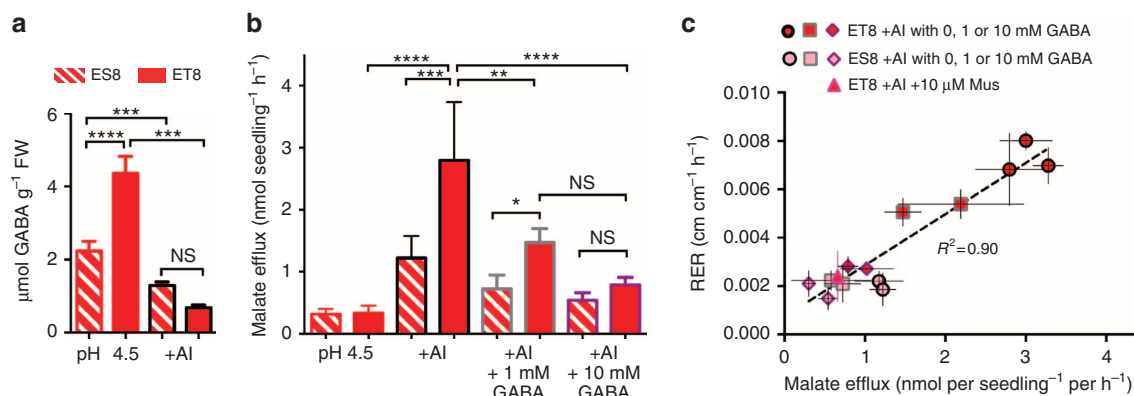 a
ES8 ET8
μmol GABA g⁻¹ FW
6
4
2
0
***
****
***
NS
pH 4.5 +Al
b
Malate efflux (nmol seedling⁻¹ h⁻¹)
4
3
2
1
0
**** ****
*** **
NS
*
NS
pH 4.5 +Al +Al +Al
+ 1 mM + 10 mM
GABA GABA
c
ET8 +Al with 0, 1 or 10 mM GABA
ES8 +Al with 0, 1 or 10 mM GABA
ET8 +Al +10 μM Mus
RER (cm cm⁻¹ h⁻¹)
0.010
0.008
0.006
0.004
0.002
0.000
R²=0.90
0 1 2 3 4
Malate efflux (nmol per seedling⁻¹ per h⁻¹)